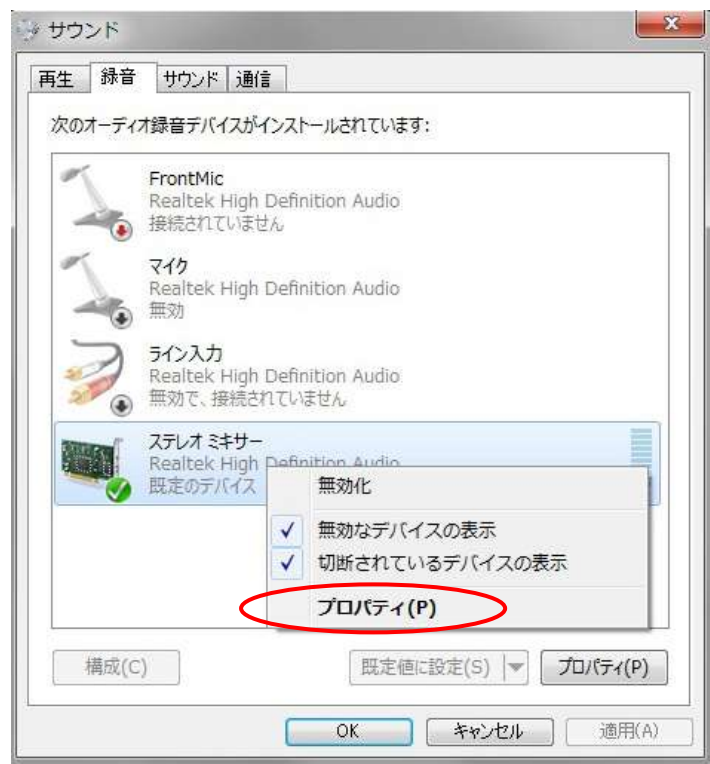 サウンド
再生 録音 サウンド 通信
次のオーディオ録音デバイスがインストールされています:
FrontMic
Realtek High Definition Audio
接続されていません
マイク
Realtek High Definition Audio
無効
ライン入力
Realtek High Definition Audio
無効で、接続されていません
ステレオ ミキサー
Realtek High Definition Audio
既定のデバイス
無効化
無効なデバイスの表示
切断されているデバイスの表示
プロパティ(P)
構成(C) 既定値に設定(S) プロパティ(P)
OK キャンセル 適用(A)